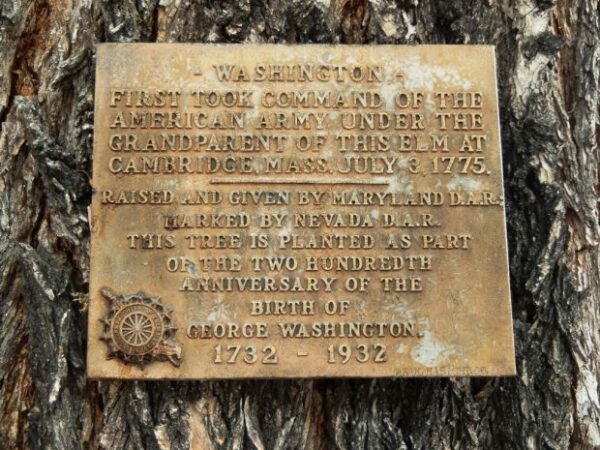 - WASHINGTON -
FIRST TOOK COMMAND OF THE
AMERICAN ARMY UNDER THE
GRANDPARENT OF THIS ELM AT
CAMBRIDGE, MASS. JULY 3, 1775.
RAISED AND GIVEN BY MARYLAND D.A.R.;
MARKED BY NEVADA D.A.R.
THIS TREE IS PLANTED AS PART
OF THE TWO HUNDREDTH
ANNIVERSARY OF THE
BIRTH OF
GEORGE WASHINGTON.
1732 - 1932